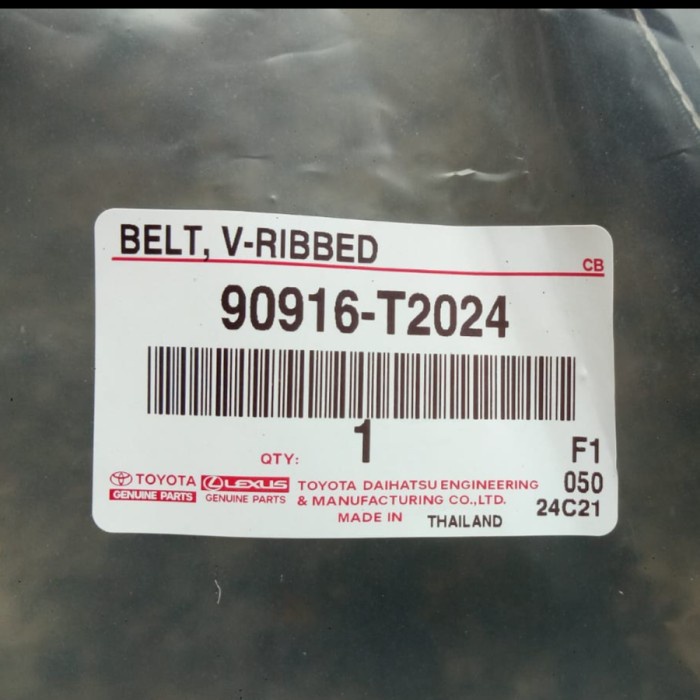 BELT, V-RIBBED
CB
90916-T2024
QTY: 1
F1
TOYOTA
GENUINE PARTS
LEXUS
GENUINE PARTS
TOYOTA DAIHATSU ENGINEERING
& MANUFACTURING CO.,LTD.
MADE IN THAILAND
050
24C21